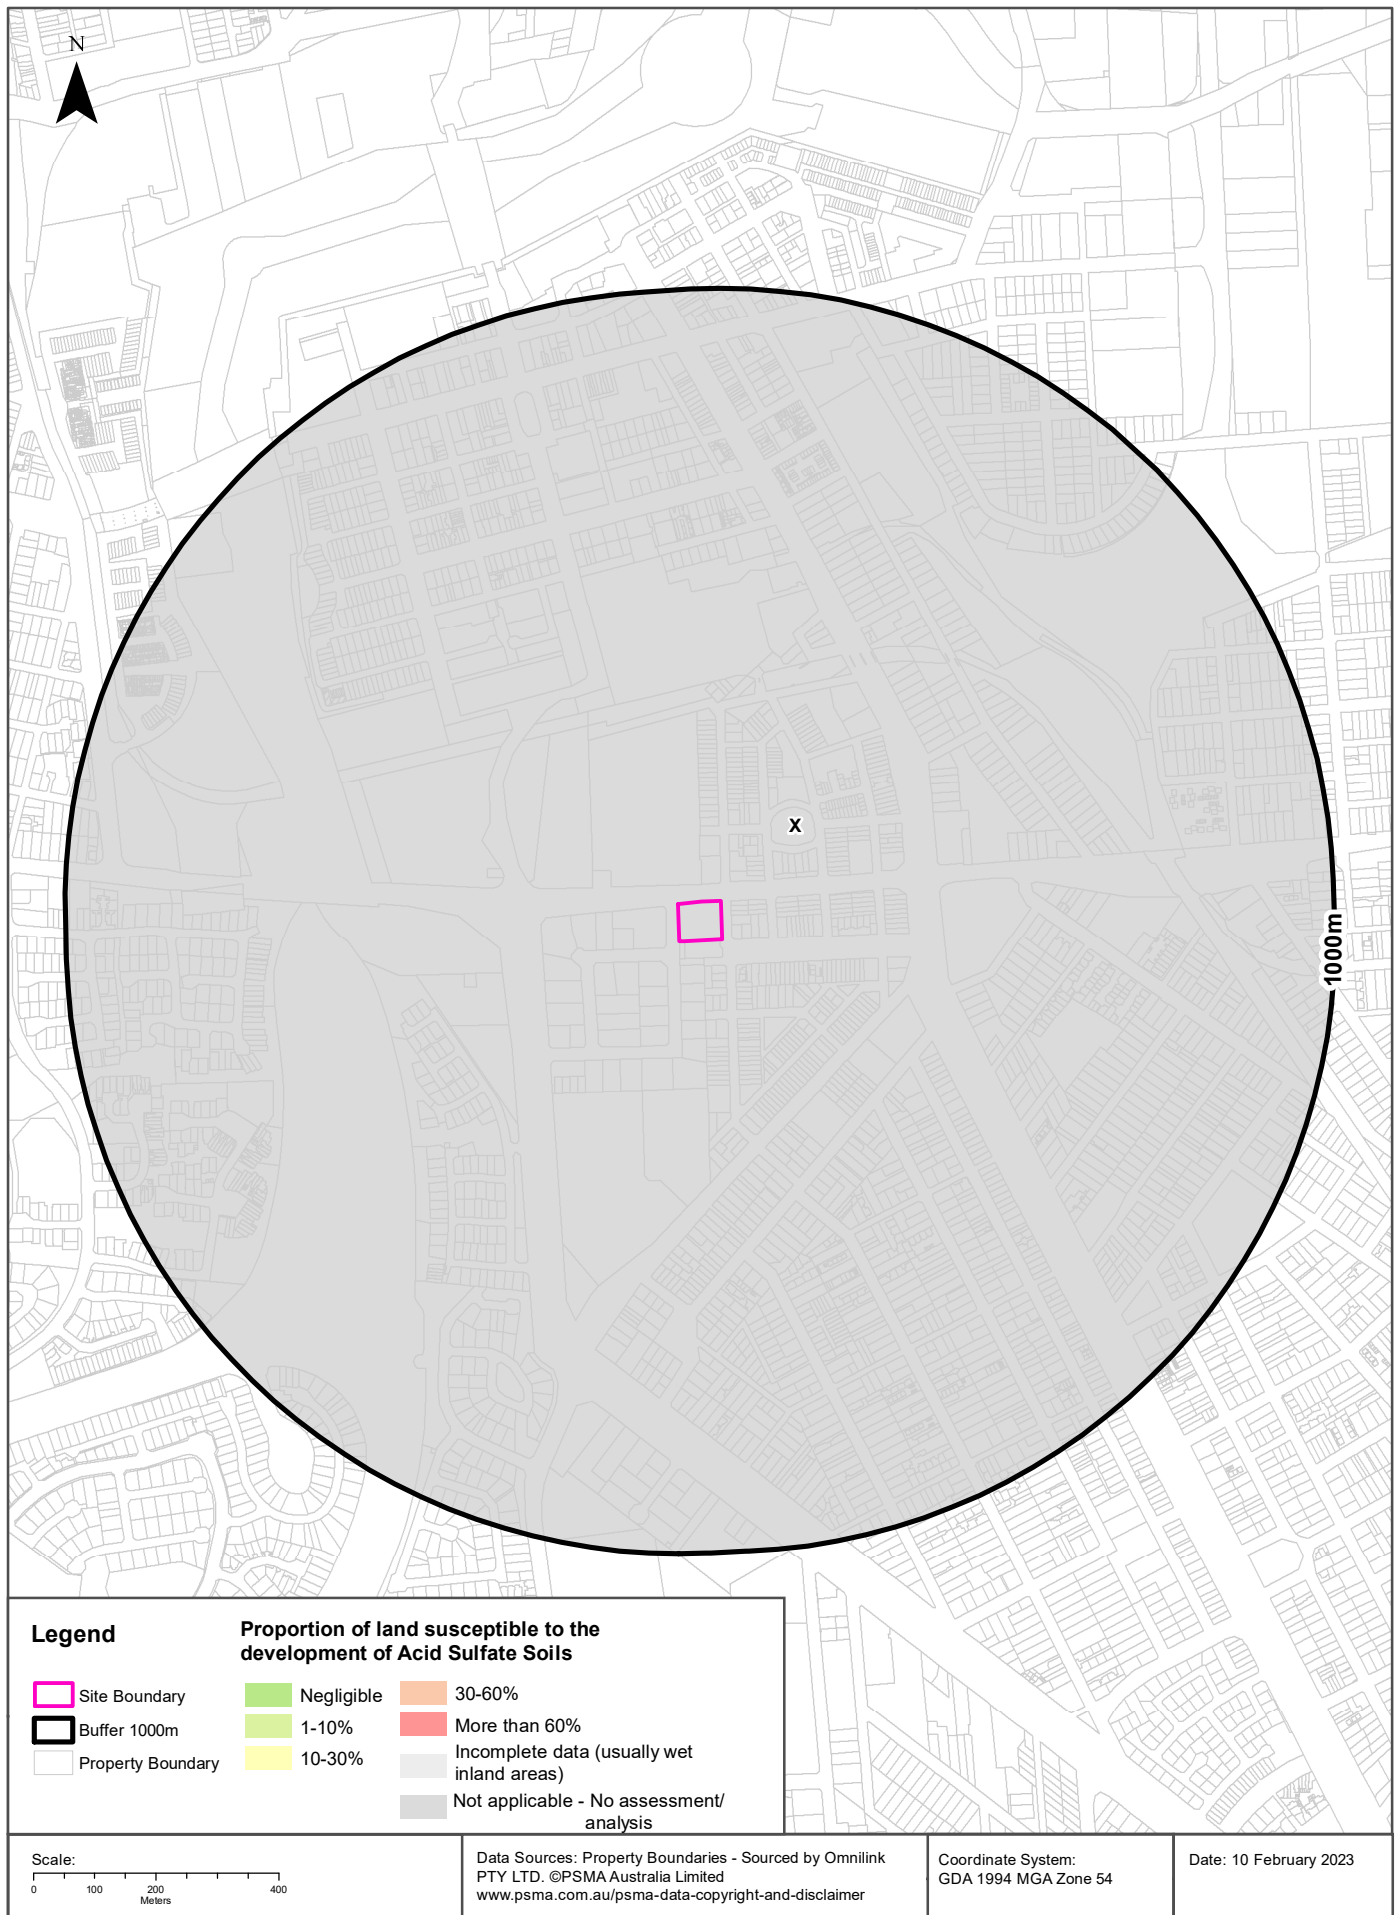 N
X
1000m
Legend
Site Boundary
Buffer 1000m
Property Boundary
Proportion of land susceptible to the
development of Acid Sulfate Soils
Negligible
1-10%
10-30%
30-60%
More than 60%
Incomplete data (usually wet
inland areas)
Not applicable - No assessment/
analysis
Scale:
0 100 200 400
Meters
Data Sources: Property Boundaries - Sourced by Omnilink
PTY LTD. ©PSMA Australia Limited
www.psma.com.au/psma-data-copyright-and-disclaimer
Coordinate System:
GDA 1994 MGA Zone 54
Date: 10 February 2023